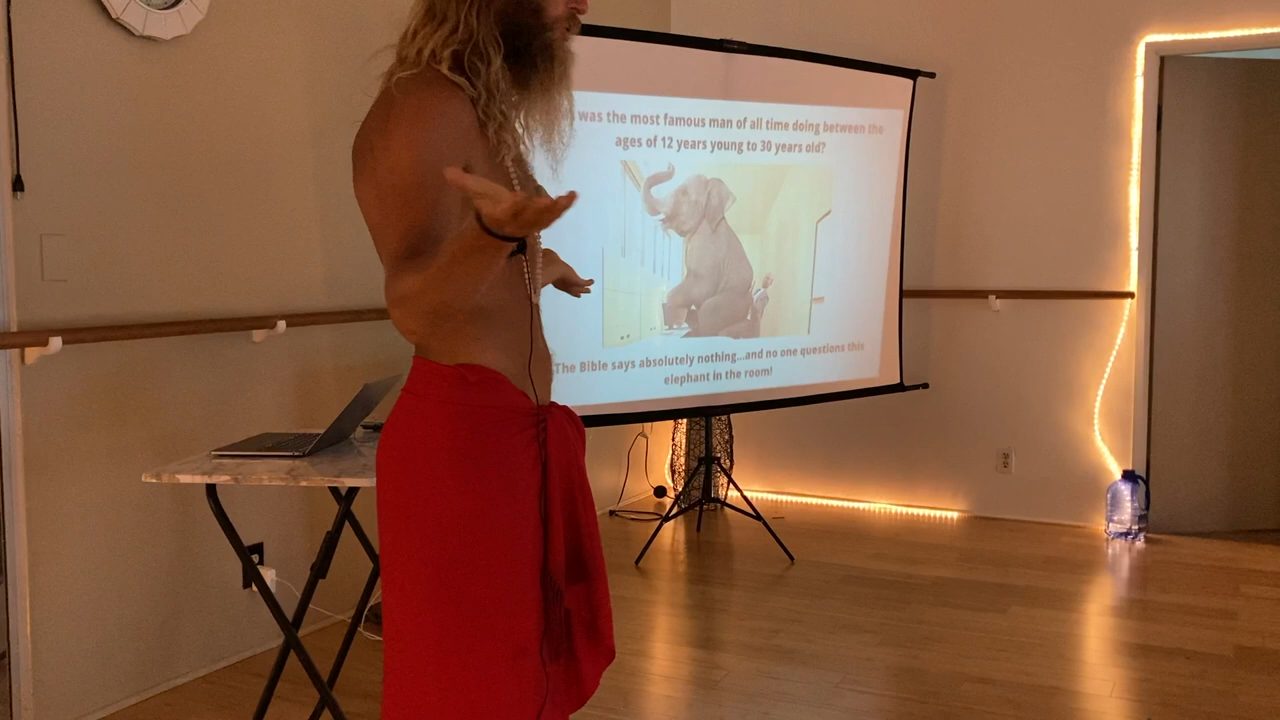 was the most famous man of all time doing between the
ages of 12 years young to 30 years old?
The Bible says absolutely nothing...and no one questions this
elephant in the room!